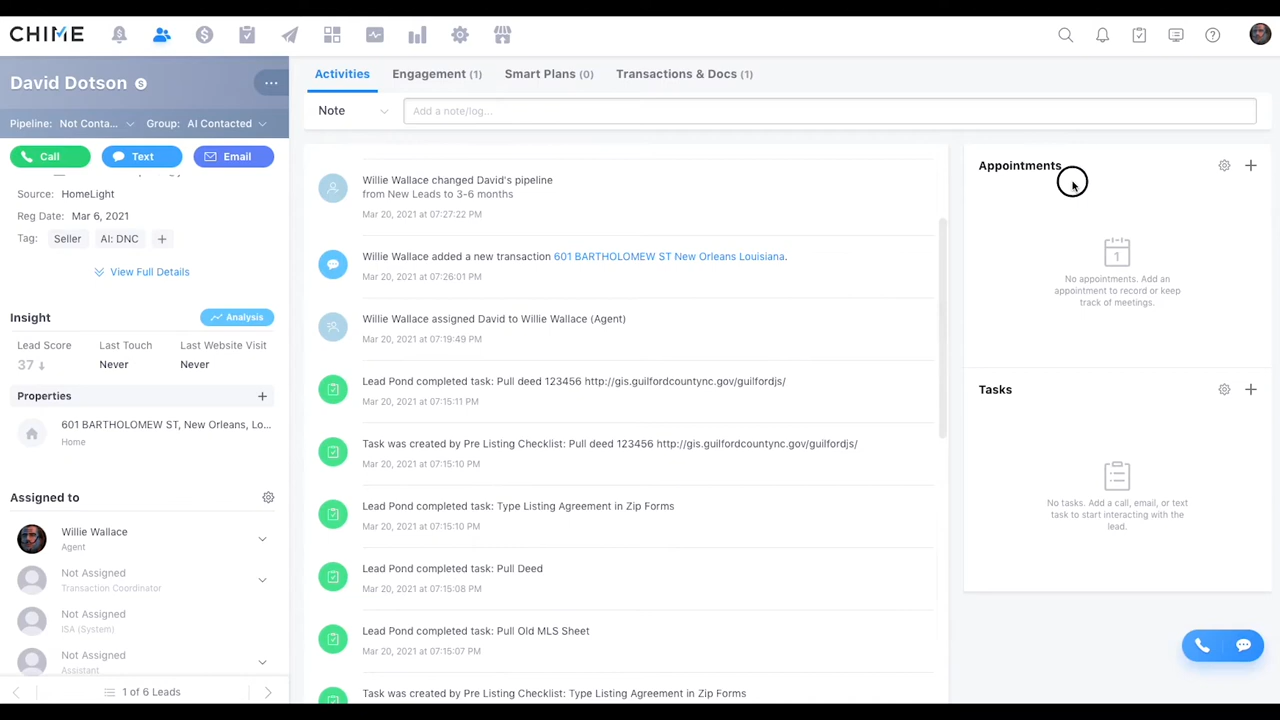 CHIME
David Dotson
Pipeline: Not Conta... Group: AI Contacted
Call Text Email
Source: HomeLight
Reg Date: Mar 6, 2021
Tag: Seller AI: DNC
View Full Details
Insight Analysis
Lead Score Last Touch Last Website Visit
37 Never Never
Properties
601 BARTHOLOMEW ST, New Orleans, Lo...
Home
Assigned to
Willie Wallace
Agent
Not Assigned
Transaction Coordinator
Not Assigned
ISA (System)
Not Assigned
Assistant
1 of 6 Leads
Activities Engagement (1) Smart Plans (0) Transactions & Docs (1)
Note Add a note/log...
Willie Wallace changed David's pipeline
from New Leads to 3-6 months
Mar 20, 2021 at 07:27:22 PM
Willie Wallace added a new transaction 601 BARTHOLOMEW ST New Orleans Louisiana.
Mar 20, 2021 at 07:26:01 PM
Willie Wallace assigned David to Willie Wallace (Agent)
Mar 20, 2021 at 07:19:49 PM
Lead Pond completed task: Pull deed 123456 http://gis.guilfordcountync.gov/guilfordjs/
Mar 20, 2021 at 07:15:11 PM
Task was created by Pre Listing Checklist: Pull deed 123456 http://gis.guilfordcountync.gov/guilfordjs/
Mar 20, 2021 at 07:15:10 PM
Lead Pond completed task: Type Listing Agreement in Zip Forms
Mar 20, 2021 at 07:15:10 PM
Lead Pond completed task: Pull Deed
Mar 20, 2021 at 07:15:08 PM
Lead Pond completed task: Pull Old MLS Sheet
Mar 20, 2021 at 07:15:07 PM
Task was created by Pre Listing Checklist: Type Listing Agreement in Zip Forms
Appointments
1
No appointments. Add an
appointment to record or keep
track of meetings.
Tasks
No tasks. Add a call, email, or text
task to start interacting with the
lead.